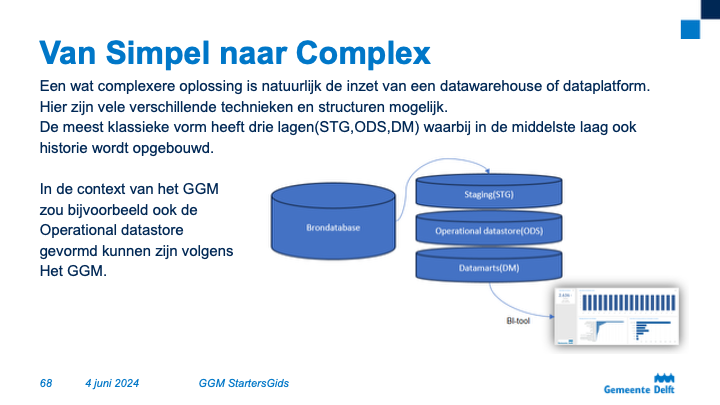 Van Simpel naar Complex
Een wat complexere oplossing is natuurlijk de inzet van een datawarehouse of dataplatform.
Hier zijn vele verschillende technieken en structuren mogelijk.
De meest klassieke vorm heeft drie lagen(STG,ODS,DM) waarbij in de middelste laag ook
historie wordt opgebouwd.
In de context van het GGM
zou bijvoorbeeld ook de
Operational datastore
gevormd kunnen zijn volgens
Het GGM.
Brondatabase
Staging(STG)
Operational datastore(ODS)
Datamarts(DM)
BI-tool
68
4 juni 2024
GGM StartersGids
Gemeente Delft